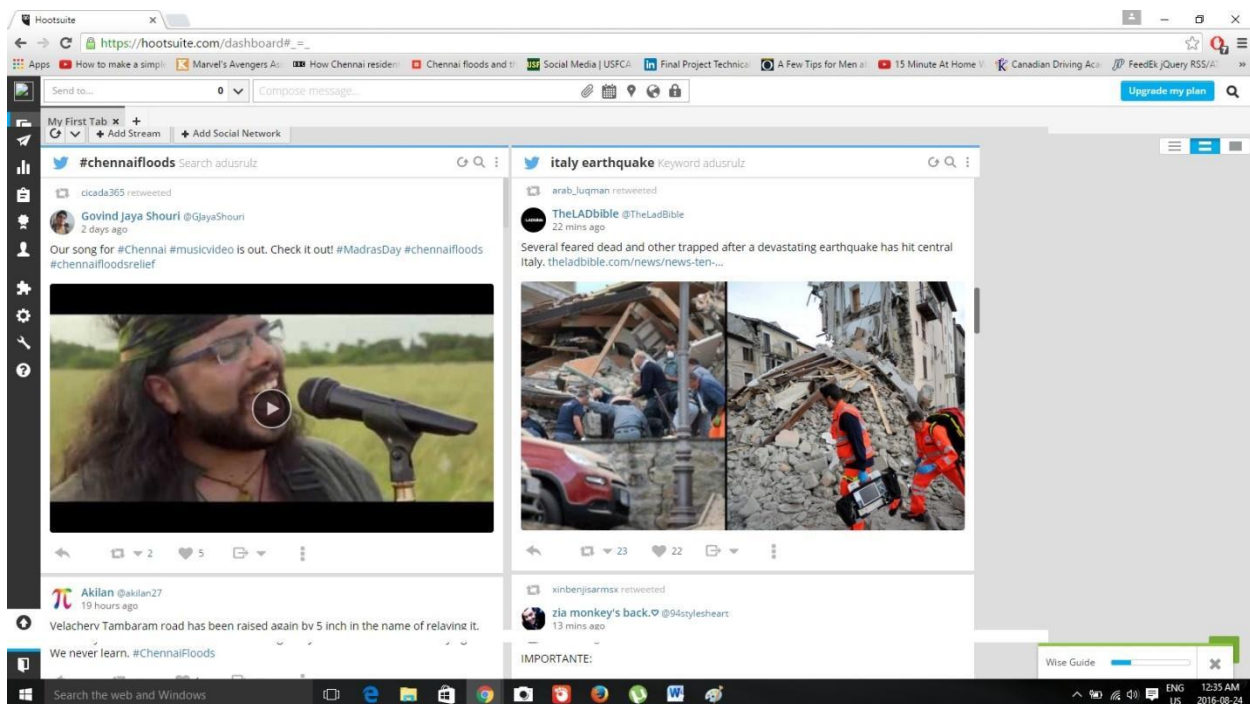 Hootsuite ×
https://hootsuite.com/dashboard#_=_
Apps How to make a simple Marvel's Avengers As How Chennai resident Chennai floods and th Social Media | USFCA Final Project Technica A Few Tips for Men a 15 Minute At Home W Canadian Driving Aca FeedEk jQuery RSS/A »
Send to... 0 Compose message... Upgrade my plan
My First Tab × +
+ Add Stream + Add Social Network
#chennaifloods Search adusrulz
cicada365 retweeted
Govind Jaya Shouri @GJayaShouri
2 days ago
Our song for #Chennai #musicvideo is out. Check it out! #MadrasDay #chennaifloods
#chennaifloodsrelief
2 5
Akilan @akilan27
19 hours ago
Velachery Tambaram road has been raised again by 5 inch in the name of relaying it.
We never learn. #ChennaiFloods
italy earthquake Keyword adusrulz
arab_luqman retweeted
TheLADbible @TheLadBible
22 mins ago
Several feared dead and other trapped after a devastating earthquake has hit central
Italy. theladbible.com/news/news-ten-...
23 22
xinbenjisarmsx retweeted
zia monkey's back.♡ @94stylesheart
13 mins ago
IMPORTANTE:
Wise Guide ×
Search the web and Windows
ENG 12:35 AM
US 2016-08-24